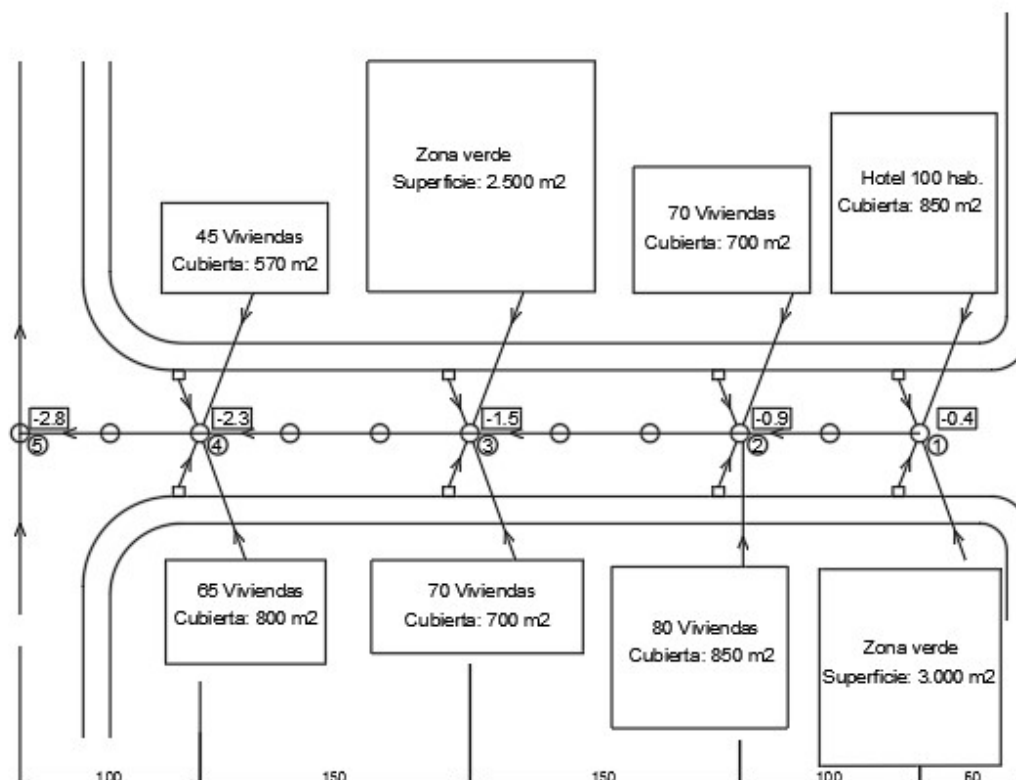 Zona verde
Superficie: 2.500 m2
Hotel 100 hab.
Cubierta: 850 m2
70 Viviendas
Cubierta: 700 m2
45 Viviendas
Cubierta: 570 m2
-2.8
-2.3
-1.5
-0.9
-0.4
5
4
3
2
1
65 Viviendas
Cubierta: 800 m2
70 Viviendas
Cubierta: 700 m2
80 Viviendas
Cubierta: 850 m2
Zona verde
Superficie: 3.000 m2
100
150
150
100
60